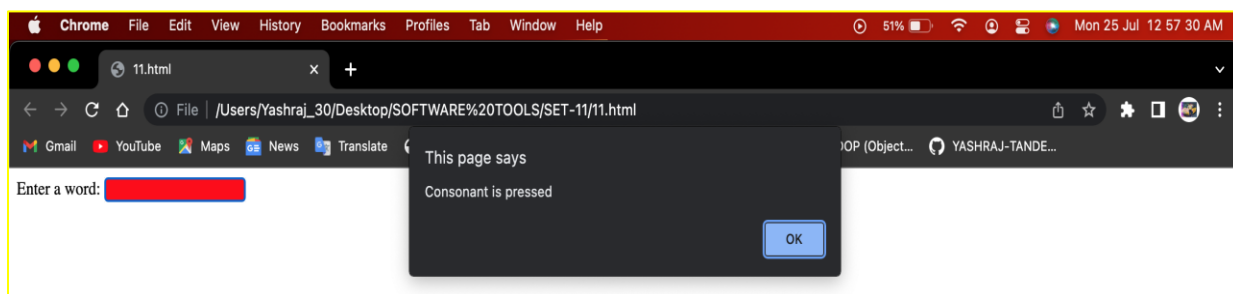 Chrome File Edit View History Bookmarks Profiles Tab Window Help 51% Mon 25 Jul 12 57 30 AM
11.html
File /Users/Yashraj_30/Desktop/SOFTWARE%20TOOLS/SET-11/11.html
Gmail YouTube Maps News Translate OOP (Object... YASHRAJ-TANDE...
This page says
Enter a word:
Consonant is pressed
OK